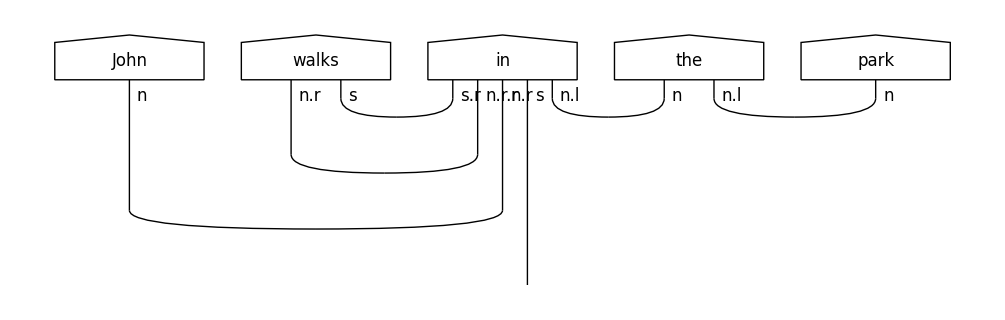 John walks in the park
n n.r s s.r n.r.r n.r s n.l n n.l n